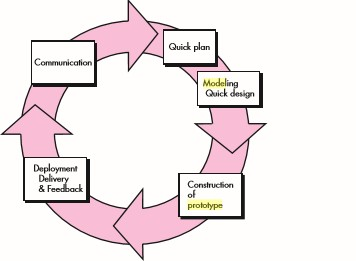 Communication
Quick plan
Modeling
Quick design
Construction
of
prototype
Deployment
Delivery
& Feedback